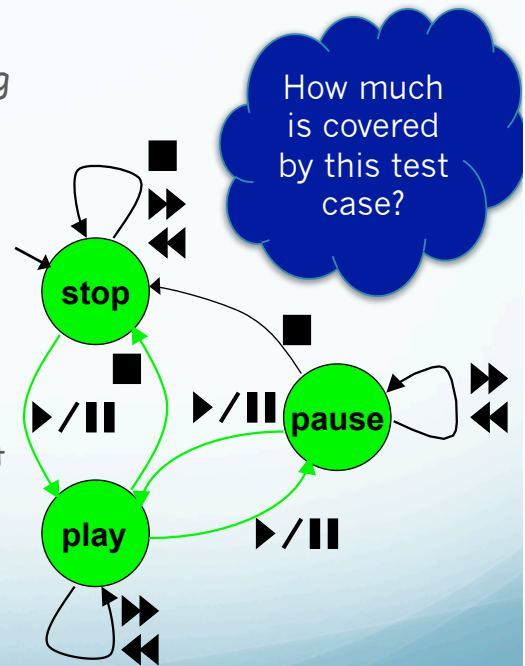 g
How much
is covered
by this test
case?
stop
/
/
pause
play
/
t